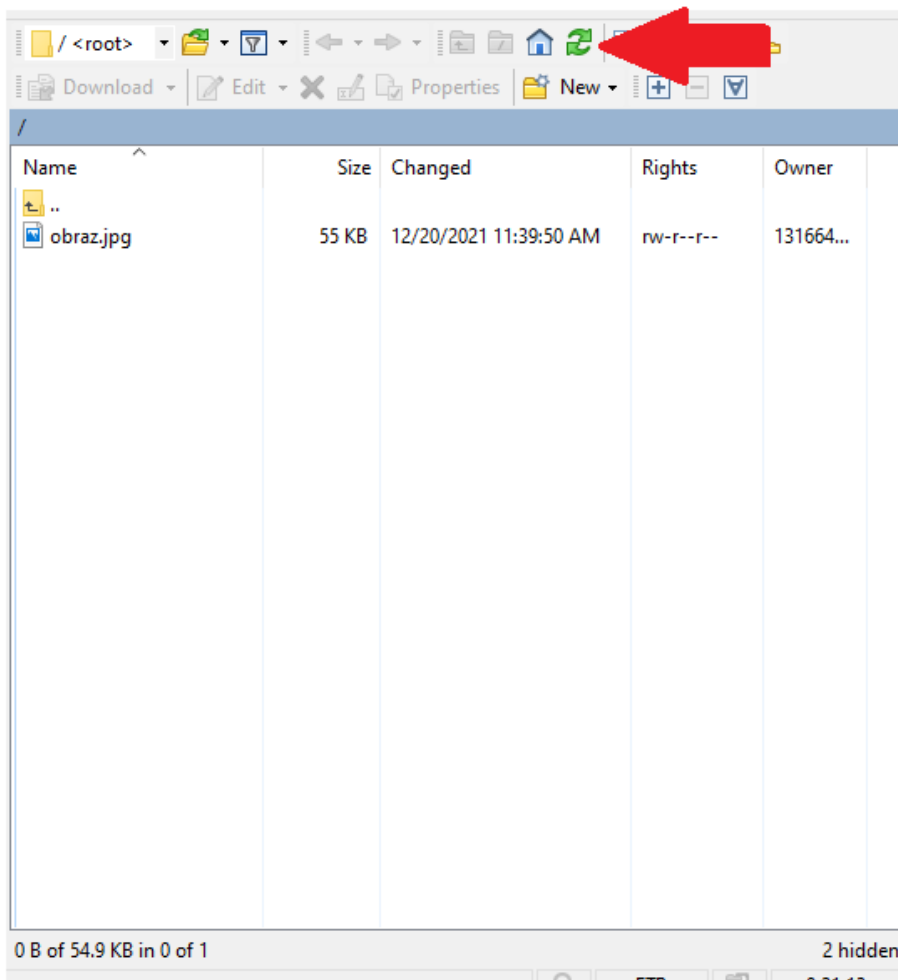 / <root>
Download Edit Properties New
/
Name Size Changed Rights Owner
..
obraz.jpg 55 KB 12/20/2021 11:39:50 AM rw-r--r-- 131664...
0 B of 54.9 KB in 0 of 1 2 hidden